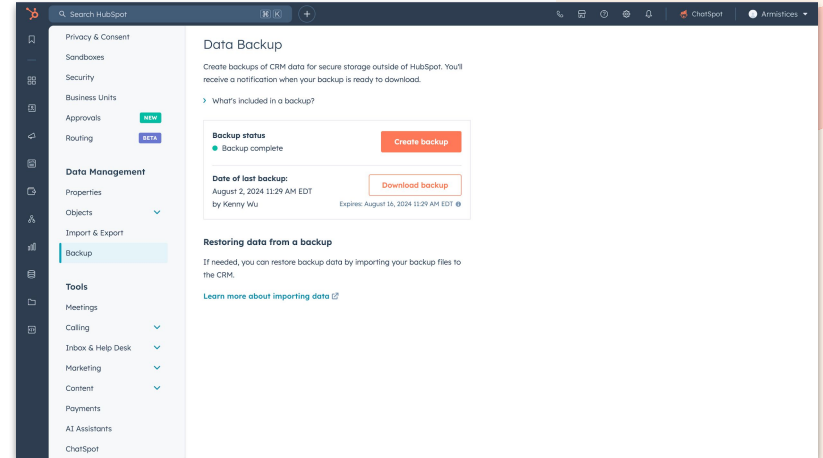 Search HubSpot
⌘ K
ChatSpot
Armistices
Privacy & Consent
Sandboxes
Security
Business Units
Approvals NEW
Routing BETA
Data Management
Properties
Objects
Import & Export
Backup
Tools
Meetings
Calling
Inbox & Help Desk
Marketing
Content
Payments
AI Assistants
ChatSpot
Data Backup
Create backups of CRM data for secure storage outside of HubSpot. You'll
receive a notification when your backup is ready to download.
What's included in a backup?
Backup status
Backup complete
Create backup
Date of last backup:
August 2, 2024 11:29 AM EDT
by Kenny Wu
Download backup
Expires: August 16, 2024 11:29 AM EDT
Restoring data from a backup
If needed, you can restore backup data by importing your backup files to
the CRM.
Learn more about importing data